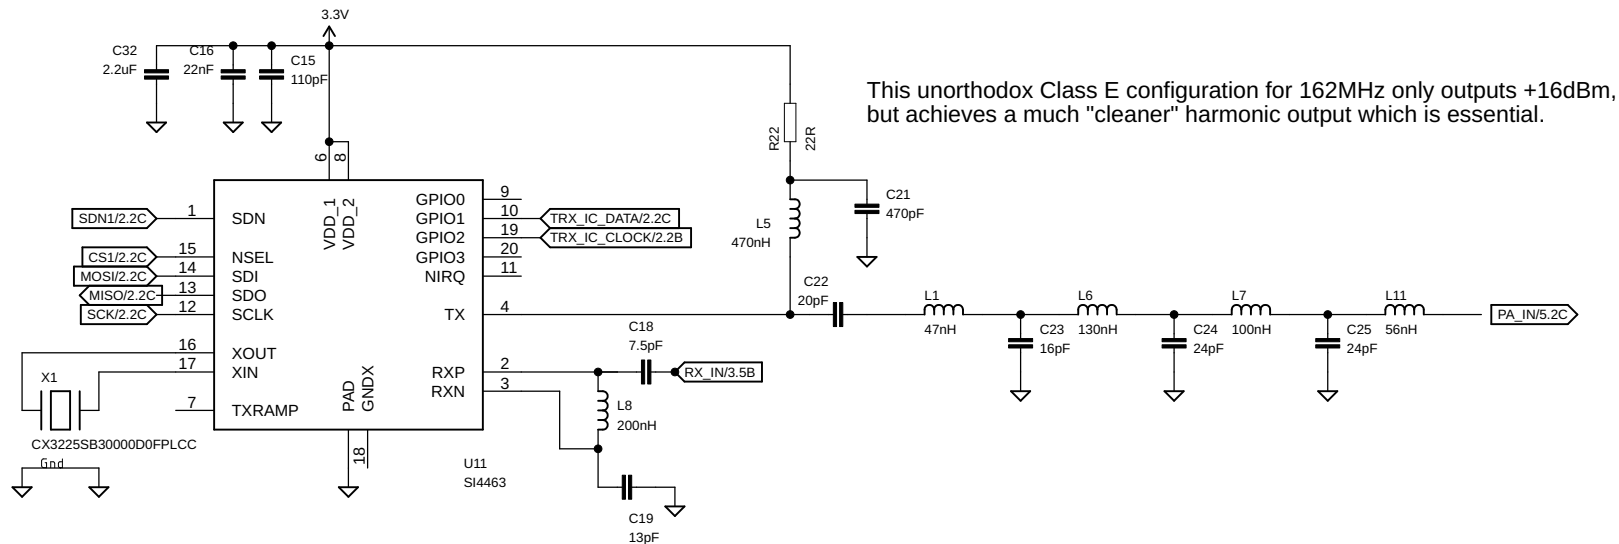 3.3V
C32
2.2uF
C16
22nF
C15
110pF
This unorthodox Class E configuration for 162MHz only outputs +16dBm,
but achieves a much "cleaner" harmonic output which is essential.
R22
22R
6
8
VDD_1
VDD_2
SDN1/2.2C
1
SDN
CS1/2.2C
15
NSEL
MOSI/2.2C
14
SDI
MISO/2.2C
13
SDO
SCK/2.2C
12
SCLK
16
XOUT
17
XIN
7
TXRAMP
GPIO0
9
GPIO1
10
TRX_IC_DATA/2.2C
GPIO2
19
TRX_IC_CLOCK/2.2B
GPIO3
20
NIRQ
11
TX
4
RXP
2
RXN
3
PAD
GNDX
18
X1
CX3225SB30000D0FPLCC
Gnd
U11
SI4463
C18
7.5pF
RX_IN/3.5B
L8
200nH
C19
13pF
L5
470nH
C21
470pF
C22
20pF
L1
47nH
C23
16pF
L6
130nH
C24
24pF
L7
100nH
C25
24pF
L11
56nH
PA_IN/5.2C